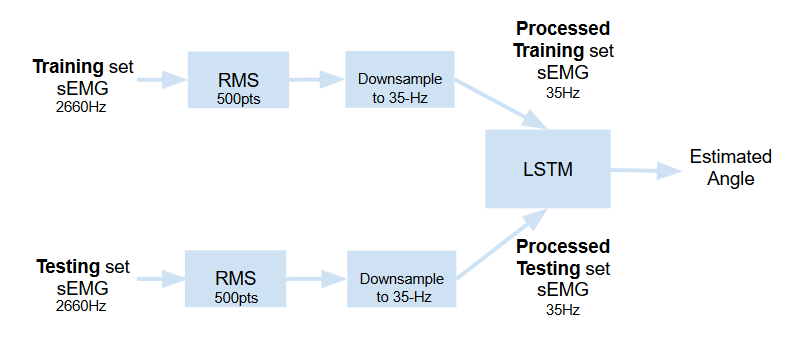 Training set
sEMG
2660Hz
RMS
500pts
Downsample
to 35-Hz
Processed
Training set
sEMG
35Hz
LSTM
Estimated
Angle
Testing set
sEMG
2660Hz
RMS
500pts
Downsample
to 35-Hz
Processed
Testing set
sEMG
35Hz